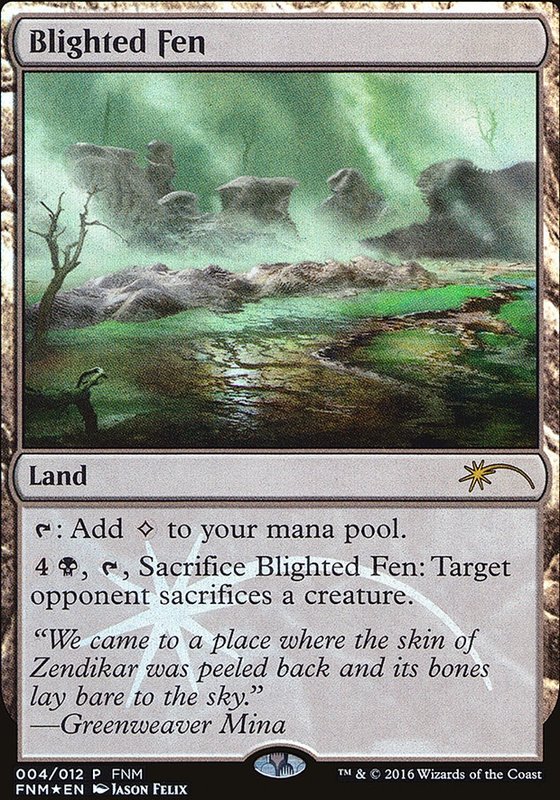 Blighted Fen
Land
: Add to your mana pool.
4 , , Sacrifice Blighted Fen: Target
opponent sacrifices a creature.
“We came to a place where the skin of
Zendikar was peeled back and its bones
lay bare to the sky.”
—Greenweaver Mina
004/012 P FNM
FNM★EN Jason Felix
™ & © 2016 Wizards of the Coast